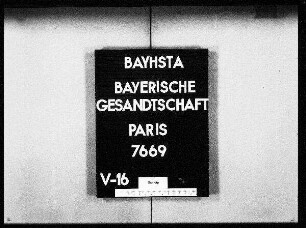 BAYHSTA
BAYERISCHE
GESANDTSCHAFT
PARIS
7669
V-16